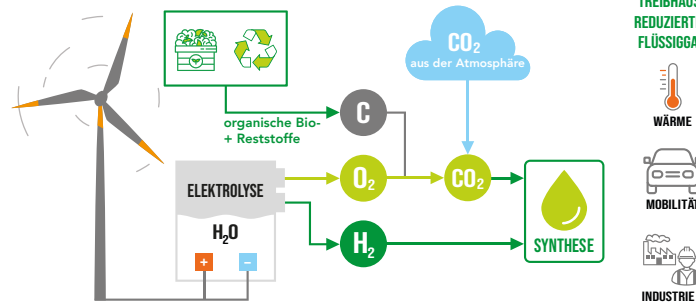 TREIBHAUS
REDUZIERT
FLÜSSIGGA
CO₂
aus der Atmosphäre
C
organische Bio-
+ Reststoffe
WÄRME
ELEKTROLYSE
O₂
CO₂
H₂O
H₂
SYNTHESE
MOBILITÄT
+
−
INDUSTRIE